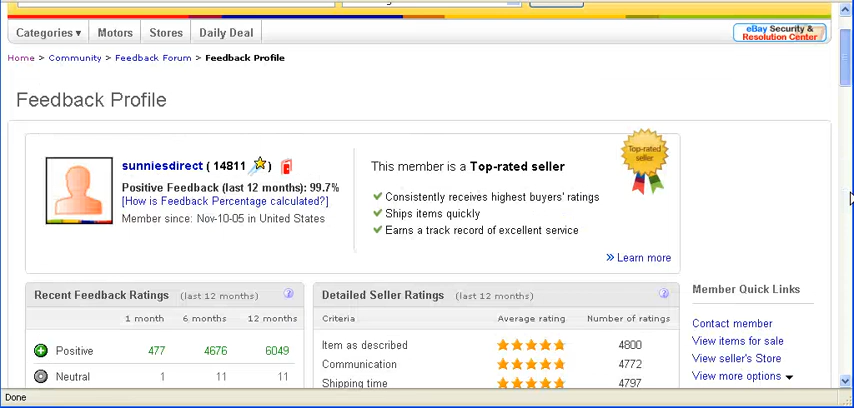 Categories ▾ Motors Stores Daily Deal
eBay Security &
Resolution Center
Home > Community > Feedback Forum > Feedback Profile
Feedback Profile
sunniesdirect ( 14811 )
Positive Feedback (last 12 months): 99.7%
[How is Feedback Percentage calculated?]
Member since: Nov-10-05 in United States
This member is a Top-rated seller
Consistently receives highest buyers' ratings
Ships items quickly
Earns a track record of excellent service
Top-rated
seller
» Learn more
Recent Feedback Ratings (last 12 months) ?
1 month 6 months 12 months
Positive 477 4676 6049
Neutral 1 11 11
Detailed Seller Ratings (last 12 months) ?
Criteria Average rating Number of ratings
Item as described 4800
Communication 4772
Shipping time 4797
Member Quick Links
Contact member
View items for sale
View seller's Store
View more options
Done